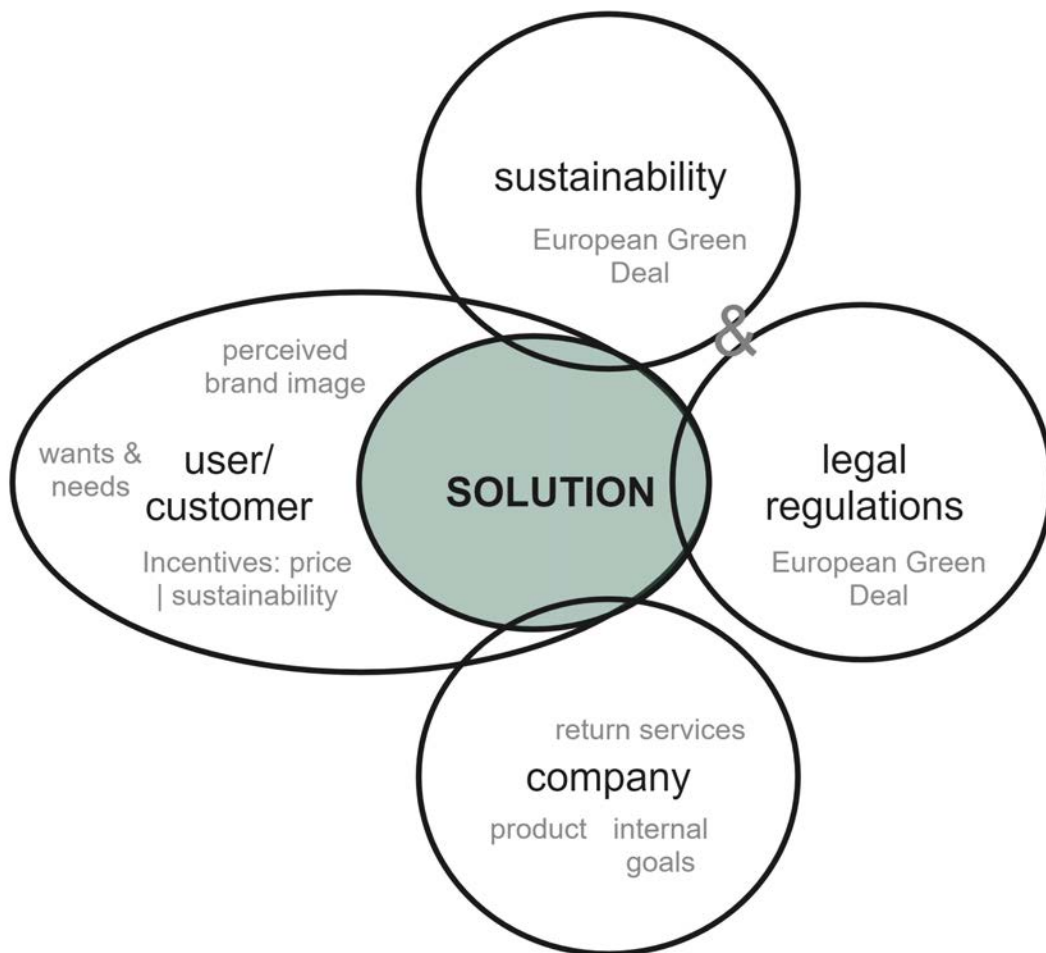 sustainability
European Green
Deal
&
perceived
brand image
wants &
needs
user/
customer
Incentives: price
| sustainability
SOLUTION
legal
regulations
European Green
Deal
return services
company
product
internal
goals